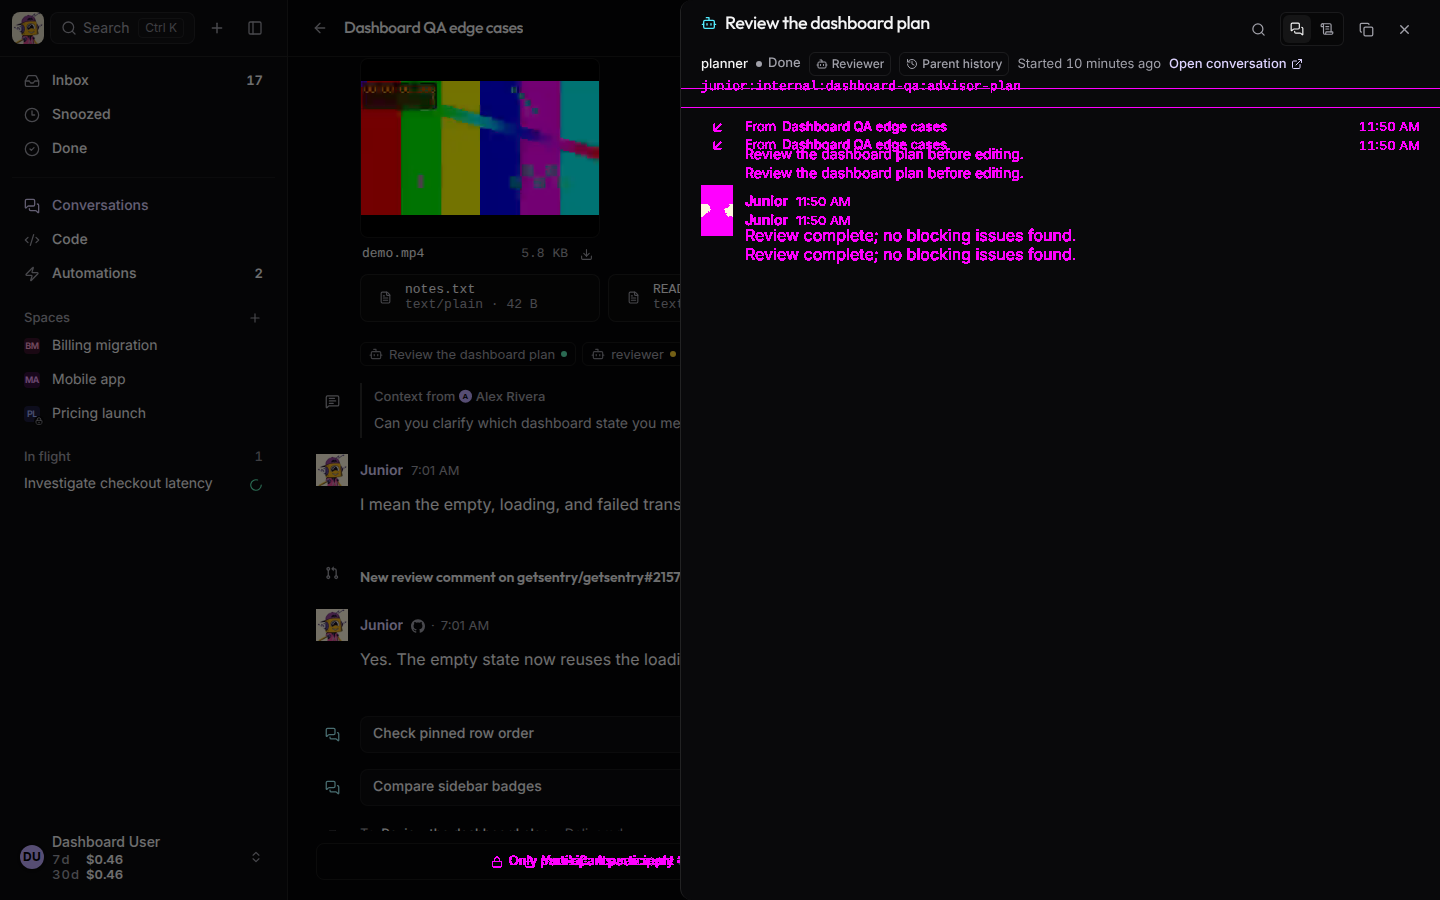 Search Ctrl K
Inbox 17
Snoozed
Done
Conversations
Code
Automations 2
Spaces
BM Billing migration
MA Mobile app
PL Pricing launch
In flight 1
Investigate checkout latency
DU Dashboard User
7d $0.46
30d $0.46
Dashboard QA edge cases
demo.mp4 5.8 KB
notes.txt
text/plain · 42 B
READ
text
Review the dashboard plan
reviewer
Context from A Alex Rivera
Can you clarify which dashboard state you me
Junior 7:01 AM
I mean the empty, loading, and failed trans
New review comment on getsentry/getsentry#2157
Junior · 7:01 AM
Yes. The empty state now reuses the loadi
Check pinned row order
Compare sidebar badges
Only
Review the dashboard plan
planner Done Reviewer Parent history Started 10 minutes ago Open conversation
junior:internal:dashboard-qa:advisor-plan
From Dashboard QA edge cases 11:50 AM
From Dashboard QA edge cases 11:50 AM
Review the dashboard plan before editing.
Review the dashboard plan before editing.
Junior 11:50 AM
Junior 11:50 AM
Review complete; no blocking issues found.
Review complete; no blocking issues found.